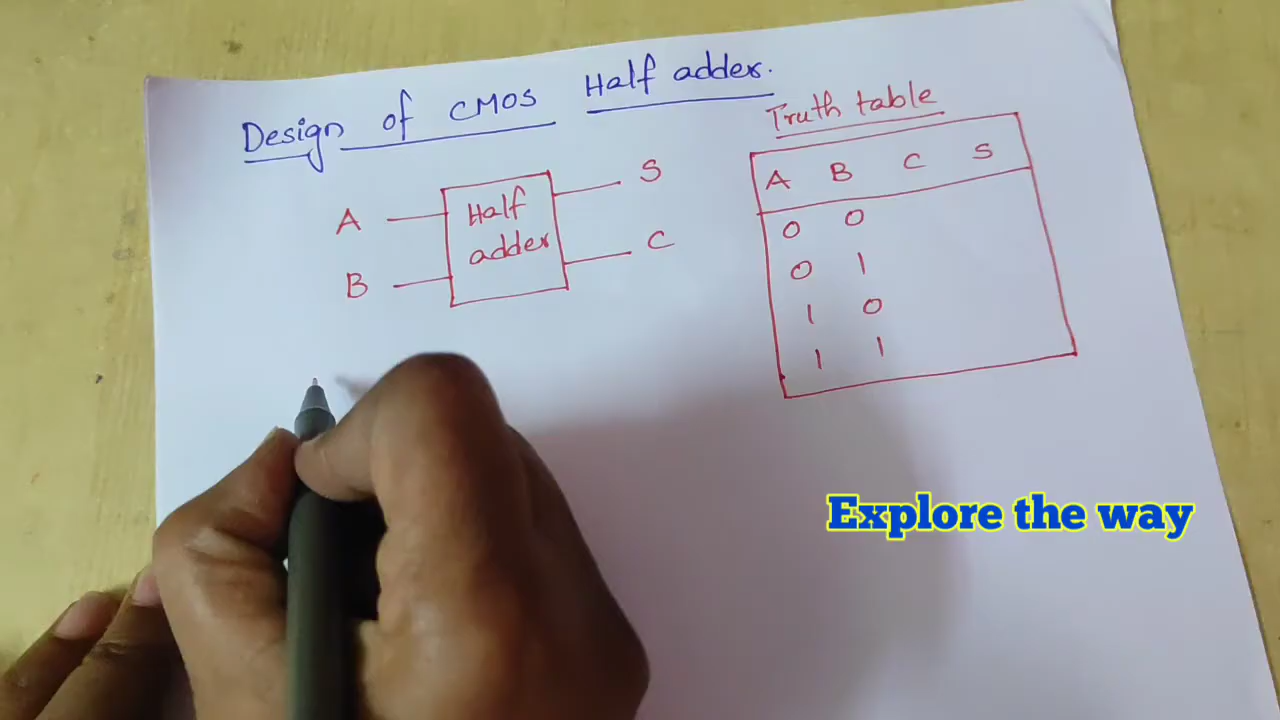 Design of CMOS Half adder.
Truth table
A B C S
0 0
0 1
1 0
1 1
A
B
Half
adder
S
C
Explore the way